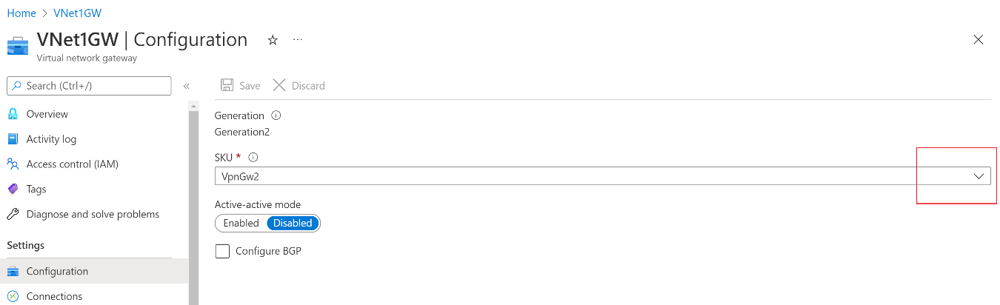 Home > VNet1GW
VNet1GW | Configuration ☆ ...
Virtual network gateway
Search (Ctrl+/) «
Save Discard
Overview
Activity log
Access control (IAM)
Tags
Diagnose and solve problems
Settings
Configuration
Connections
Generation
Generation2
SKU *
VpnGw2
Active-active mode
Enabled Disabled
Configure BGP